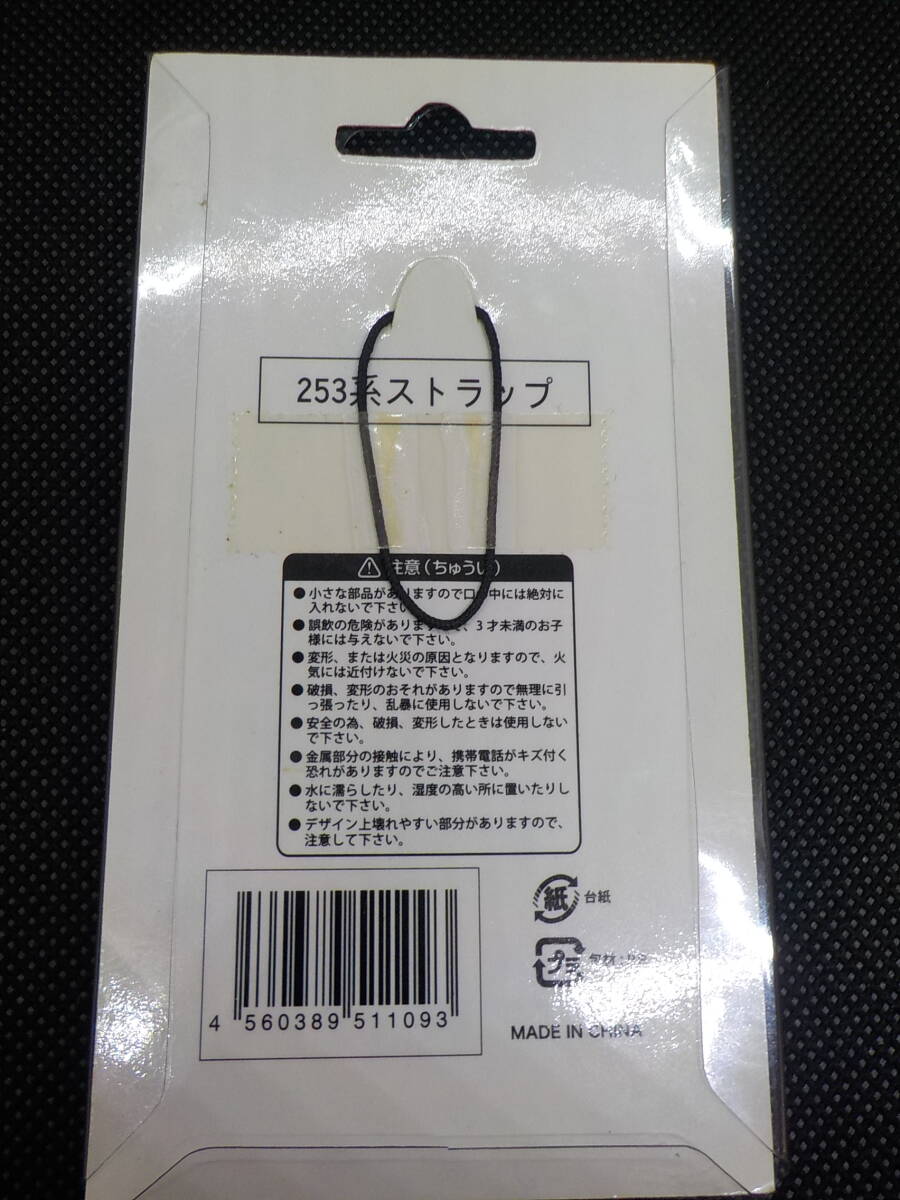 253系ストラップ
注意(ちゅうい)
●小さな部品がありますので口の中には絶対に
入れないで下さい。
●誤飲の危険がありますので、3才未満のお子
様には与えないで下さい。
●変形、または火災の原因となりますので、火
気には近付けないで下さい。
●破損、変形のおそれがありますので無理に引
っ張ったり、乱暴に使用しないで下さい。
●安全の為、破損、変形したときは使用しない
で下さい。
●金属部分の接触により、携帯電話がキズ付く
恐れがありますのでご注意下さい。
●水に濡らしたり、湿度の高い所に置いたりし
ないで下さい。
●デザイン上壊れやすい部分がありますので、
注意して下さい。
紙 台紙
プラ
4 560389 511093
MADE IN CHINA